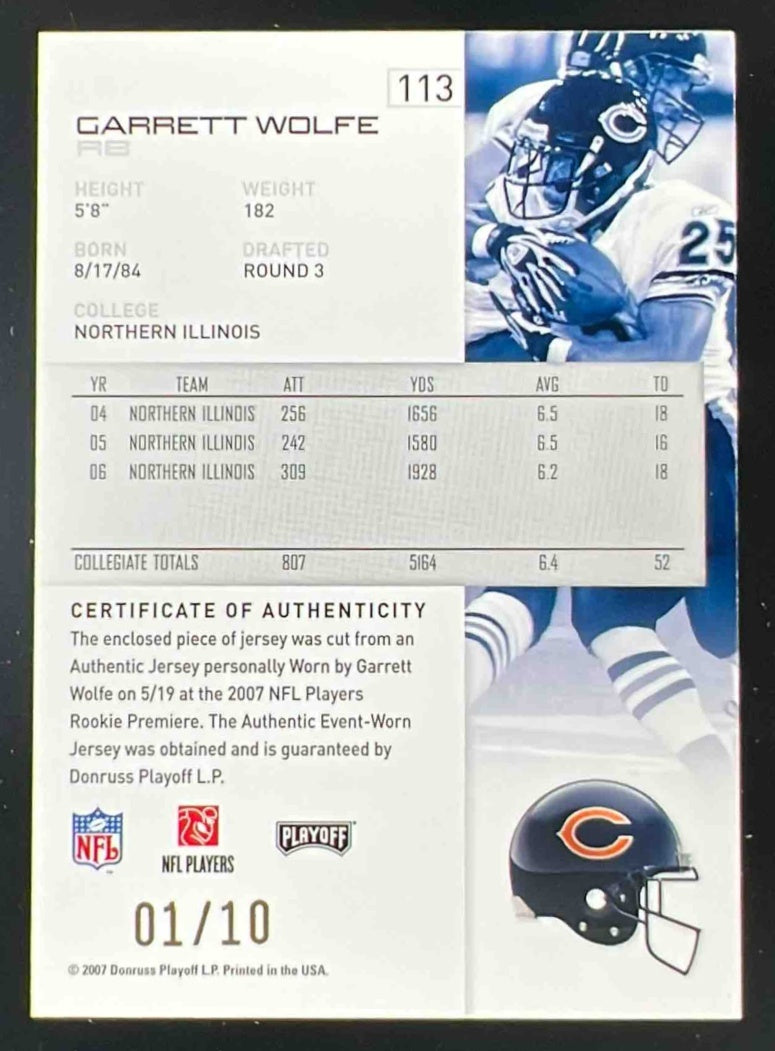 113
GARRETT WOLFE
RB
HEIGHT WEIGHT
5'8" 182
BORN DRAFTED
8/17/84 ROUND 3
COLLEGE
NORTHERN ILLINOIS
25
YR TEAM ATT YDS AVG TD
04 NORTHERN ILLINOIS 256 1656 6.5 18
05 NORTHERN ILLINOIS 242 1580 6.5 16
06 NORTHERN ILLINOIS 309 1928 6.2 18
COLLEGIATE TOTALS 807 5164 6.4 52
CERTIFICATE OF AUTHENTICITY
The enclosed piece of jersey was cut from an
Authentic Jersey personally Worn by Garrett
Wolfe on 5/19 at the 2007 NFL Players
Rookie Premiere. The Authentic Event-Worn
Jersey was obtained and is guaranteed by
Donruss Playoff L.P.
NFL
NFL PLAYERS
PLAYOFF
C
01/10
© 2007 Donruss Playoff L.P. Printed in the USA.